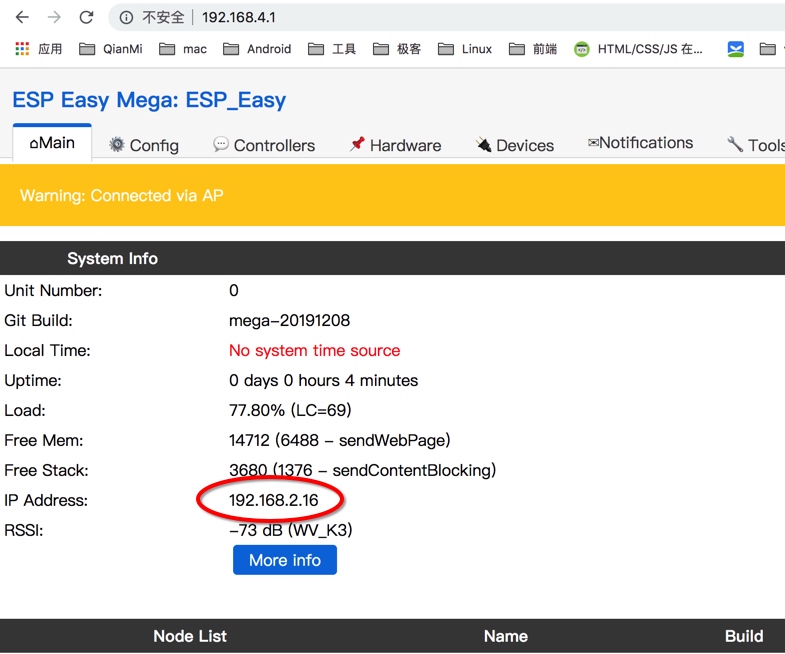 不安全 | 192.168.4.1
应用 QianMi mac Android 工具 极客 Linux 前端 HTML/CSS/JS 在...
ESP Easy Mega: ESP_Easy
⌂Main Config Controllers Hardware Devices ✉Notifications Tools
Warning: Connected via AP
System Info
Unit Number: 0
Git Build: mega-20191208
Local Time: No system time source
Uptime: 0 days 0 hours 4 minutes
Load: 77.80% (LC=69)
Free Mem: 14712 (6488 - sendWebPage)
Free Stack: 3680 (1376 - sendContentBlocking)
IP Address: 192.168.2.16
RSSI: -73 dB (WV_K3)
More info
Node List Name Build